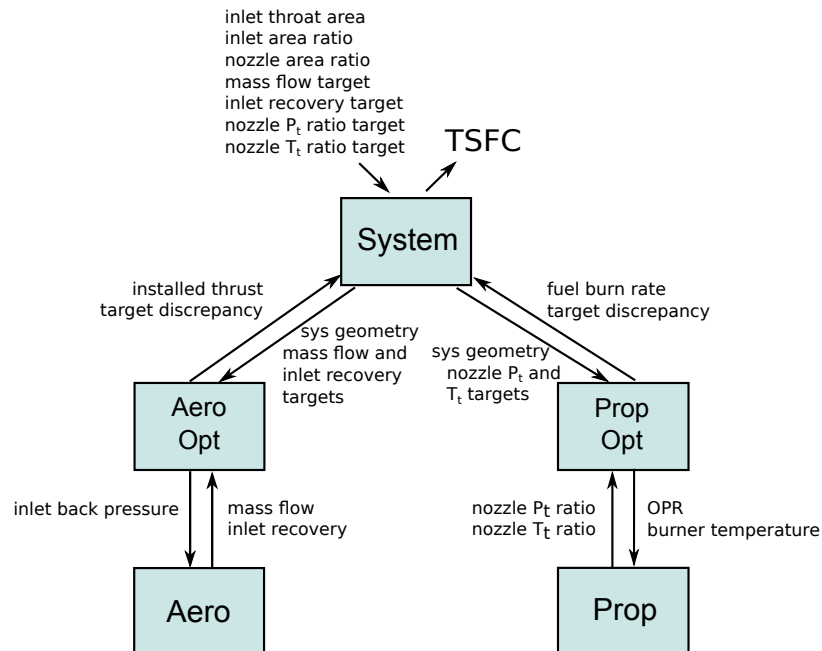 inlet throat area
inlet area ratio
nozzle area ratio
mass flow target
inlet recovery target
nozzle Pₜ ratio target
nozzle Tₜ ratio target
TSFC
System
installed thrust
target discrepancy
fuel burn rate
target discrepancy
sys geometry
mass flow and
inlet recovery
targets
sys geometry
nozzle Pₜ and
Tₜ targets
Aero
Opt
Prop
Opt
inlet back pressure
mass flow
inlet recovery
nozzle Pt ratio
nozzle Tt ratio
OPR
burner temperature
Aero
Prop